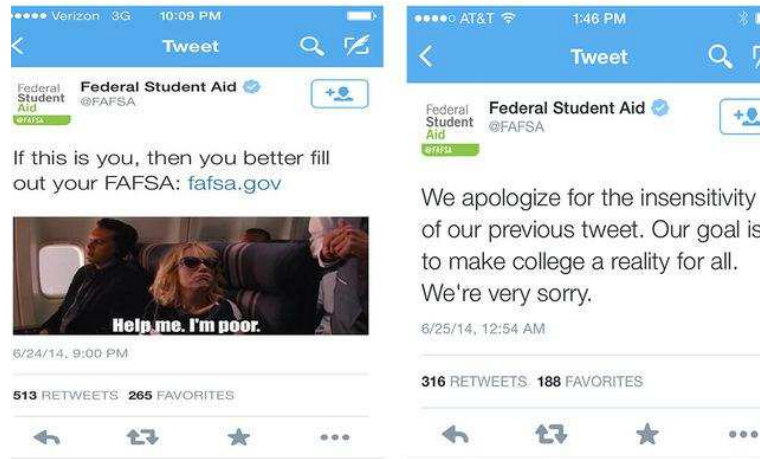 Verizon 3G 10:09 PM
Tweet
Federal
Student
Aid
@FAFSA
Federal Student Aid
@FAFSA
If this is you, then you better fill
out your FAFSA: fafsa.gov
Help me. I'm poor.
6/24/14, 9:00 PM
513 RETWEETS 265 FAVORITES
AT&T 1:46 PM
Tweet
Federal
Student
Aid
@FAFSA
Federal Student Aid
@FAFSA
We apologize for the insensitivity
of our previous tweet. Our goal is
to make college a reality for all.
We're very sorry.
6/25/14, 12:54 AM
316 RETWEETS 188 FAVORITES